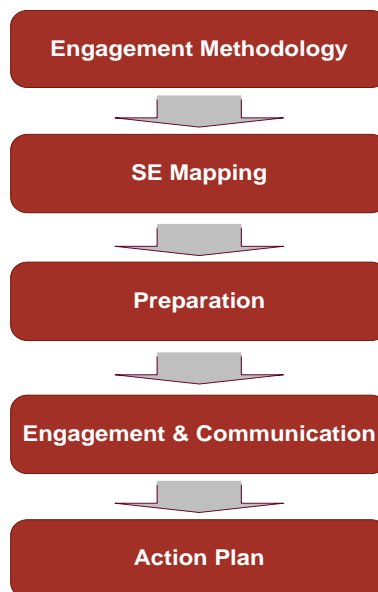 Engagement Methodology
SE Mapping
Preparation
Engagement & Communication
Action Plan